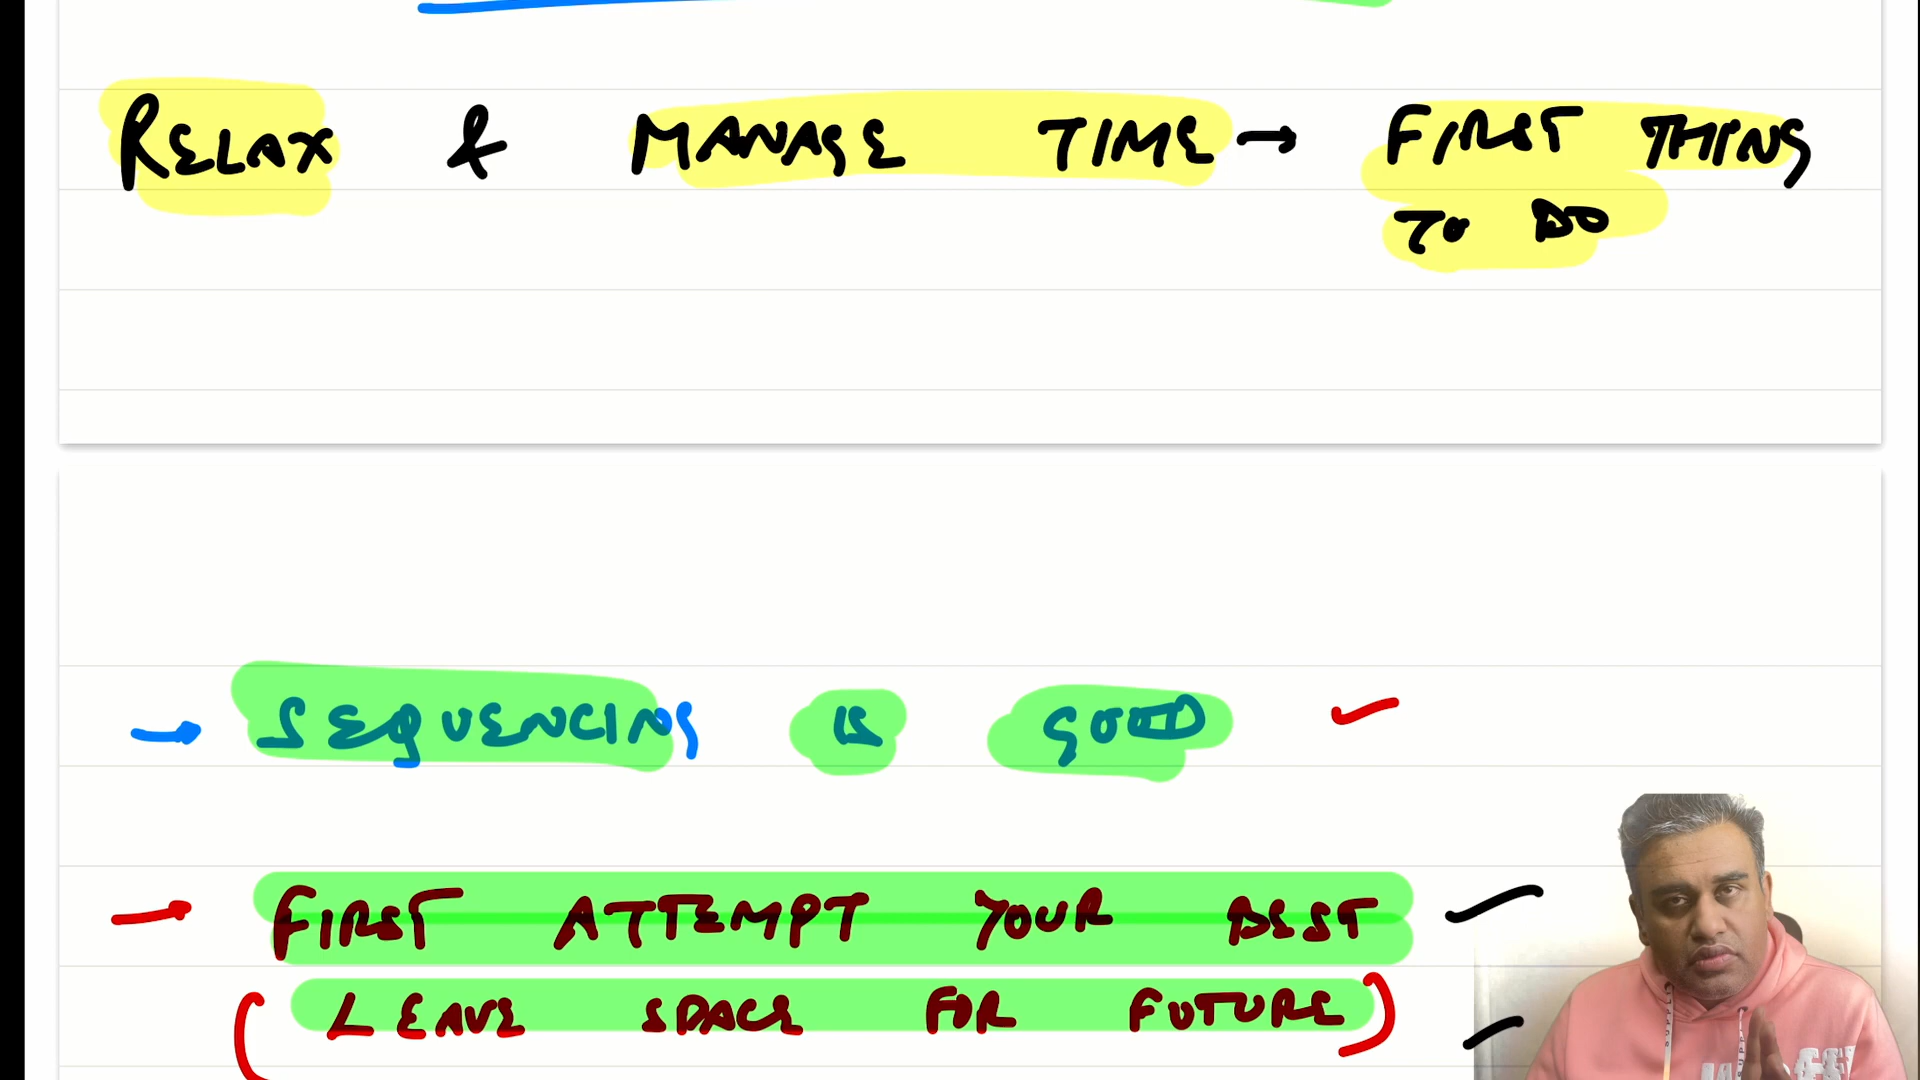 RELAX & MANAGE TIME → FIRST THING
TO DO
→ SEQUENCING IS GOOD ✓
→ FIRST ATTEMPT YOUR BEST
( LEAVE SPACE FOR FUTURE )